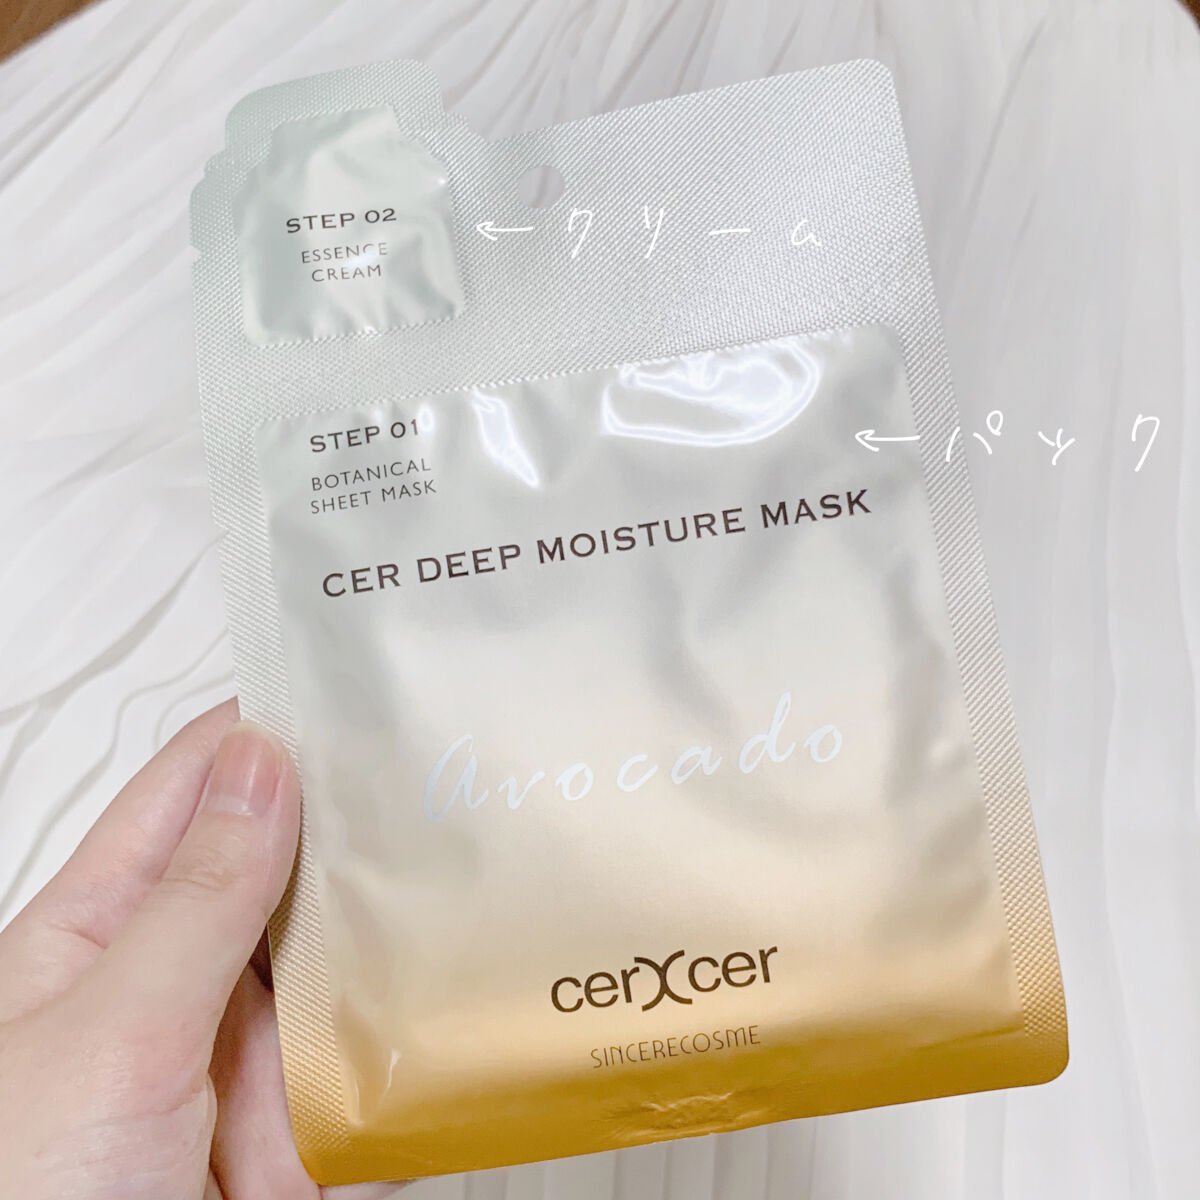 STEP 02
ESSENCE
CREAM
←クリーム
STEP 01
BOTANICAL
SHEET MASK
←パック
CER DEEP MOISTURE MASK
avocado
cerXcer
SINCERECOSME